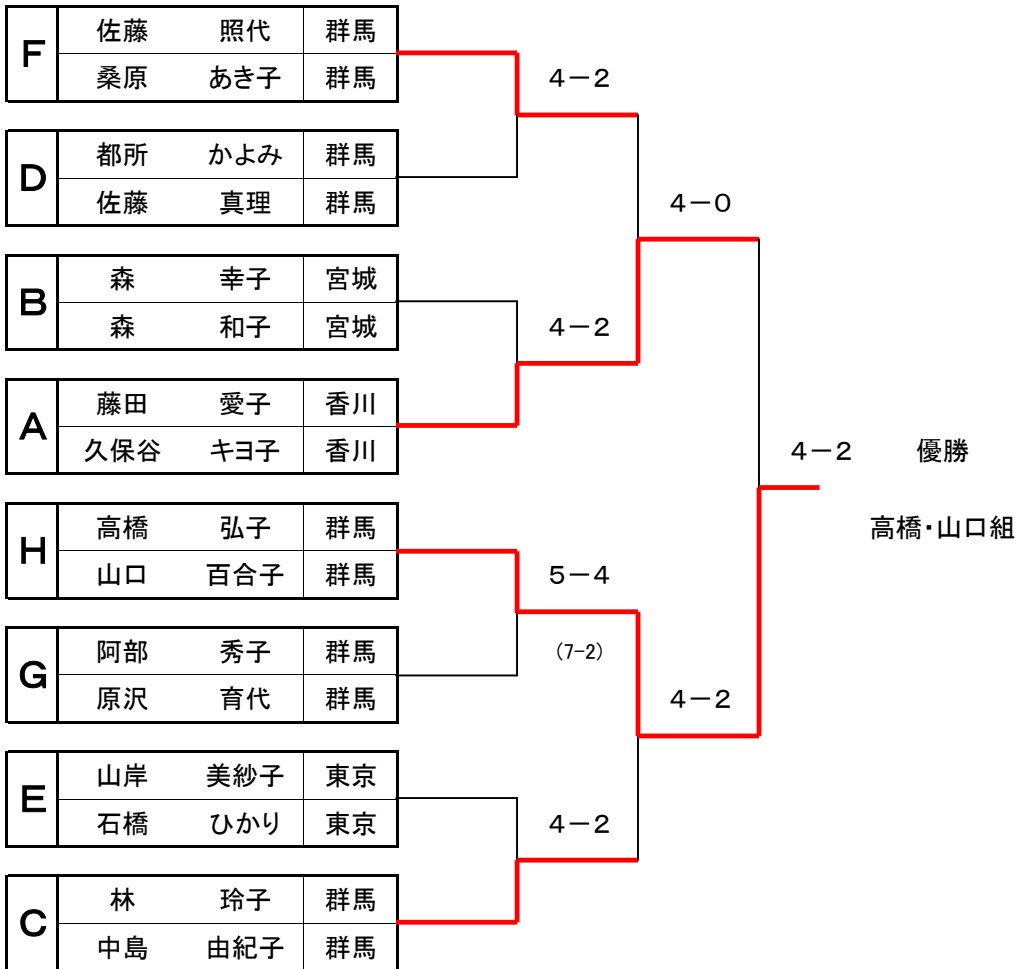 F
佐藤 照代 群馬
桑原 あき子 群馬
4－2
D
都所 かよみ 群馬
佐藤 真理 群馬
4－0
B
森 幸子 宮城
森 和子 宮城
4－2
A
藤田 愛子 香川
久保谷 キヨ子 香川
4－2 優勝
高橋・山口組
H
高橋 弘子 群馬
山口 百合子 群馬
5－4
(7-2)
G
阿部 秀子 群馬
原沢 育代 群馬
4－2
E
山岸 美紗子 東京
石橋 ひかり 東京
4－2
C
林 玲子 群馬
中島 由紀子 群馬